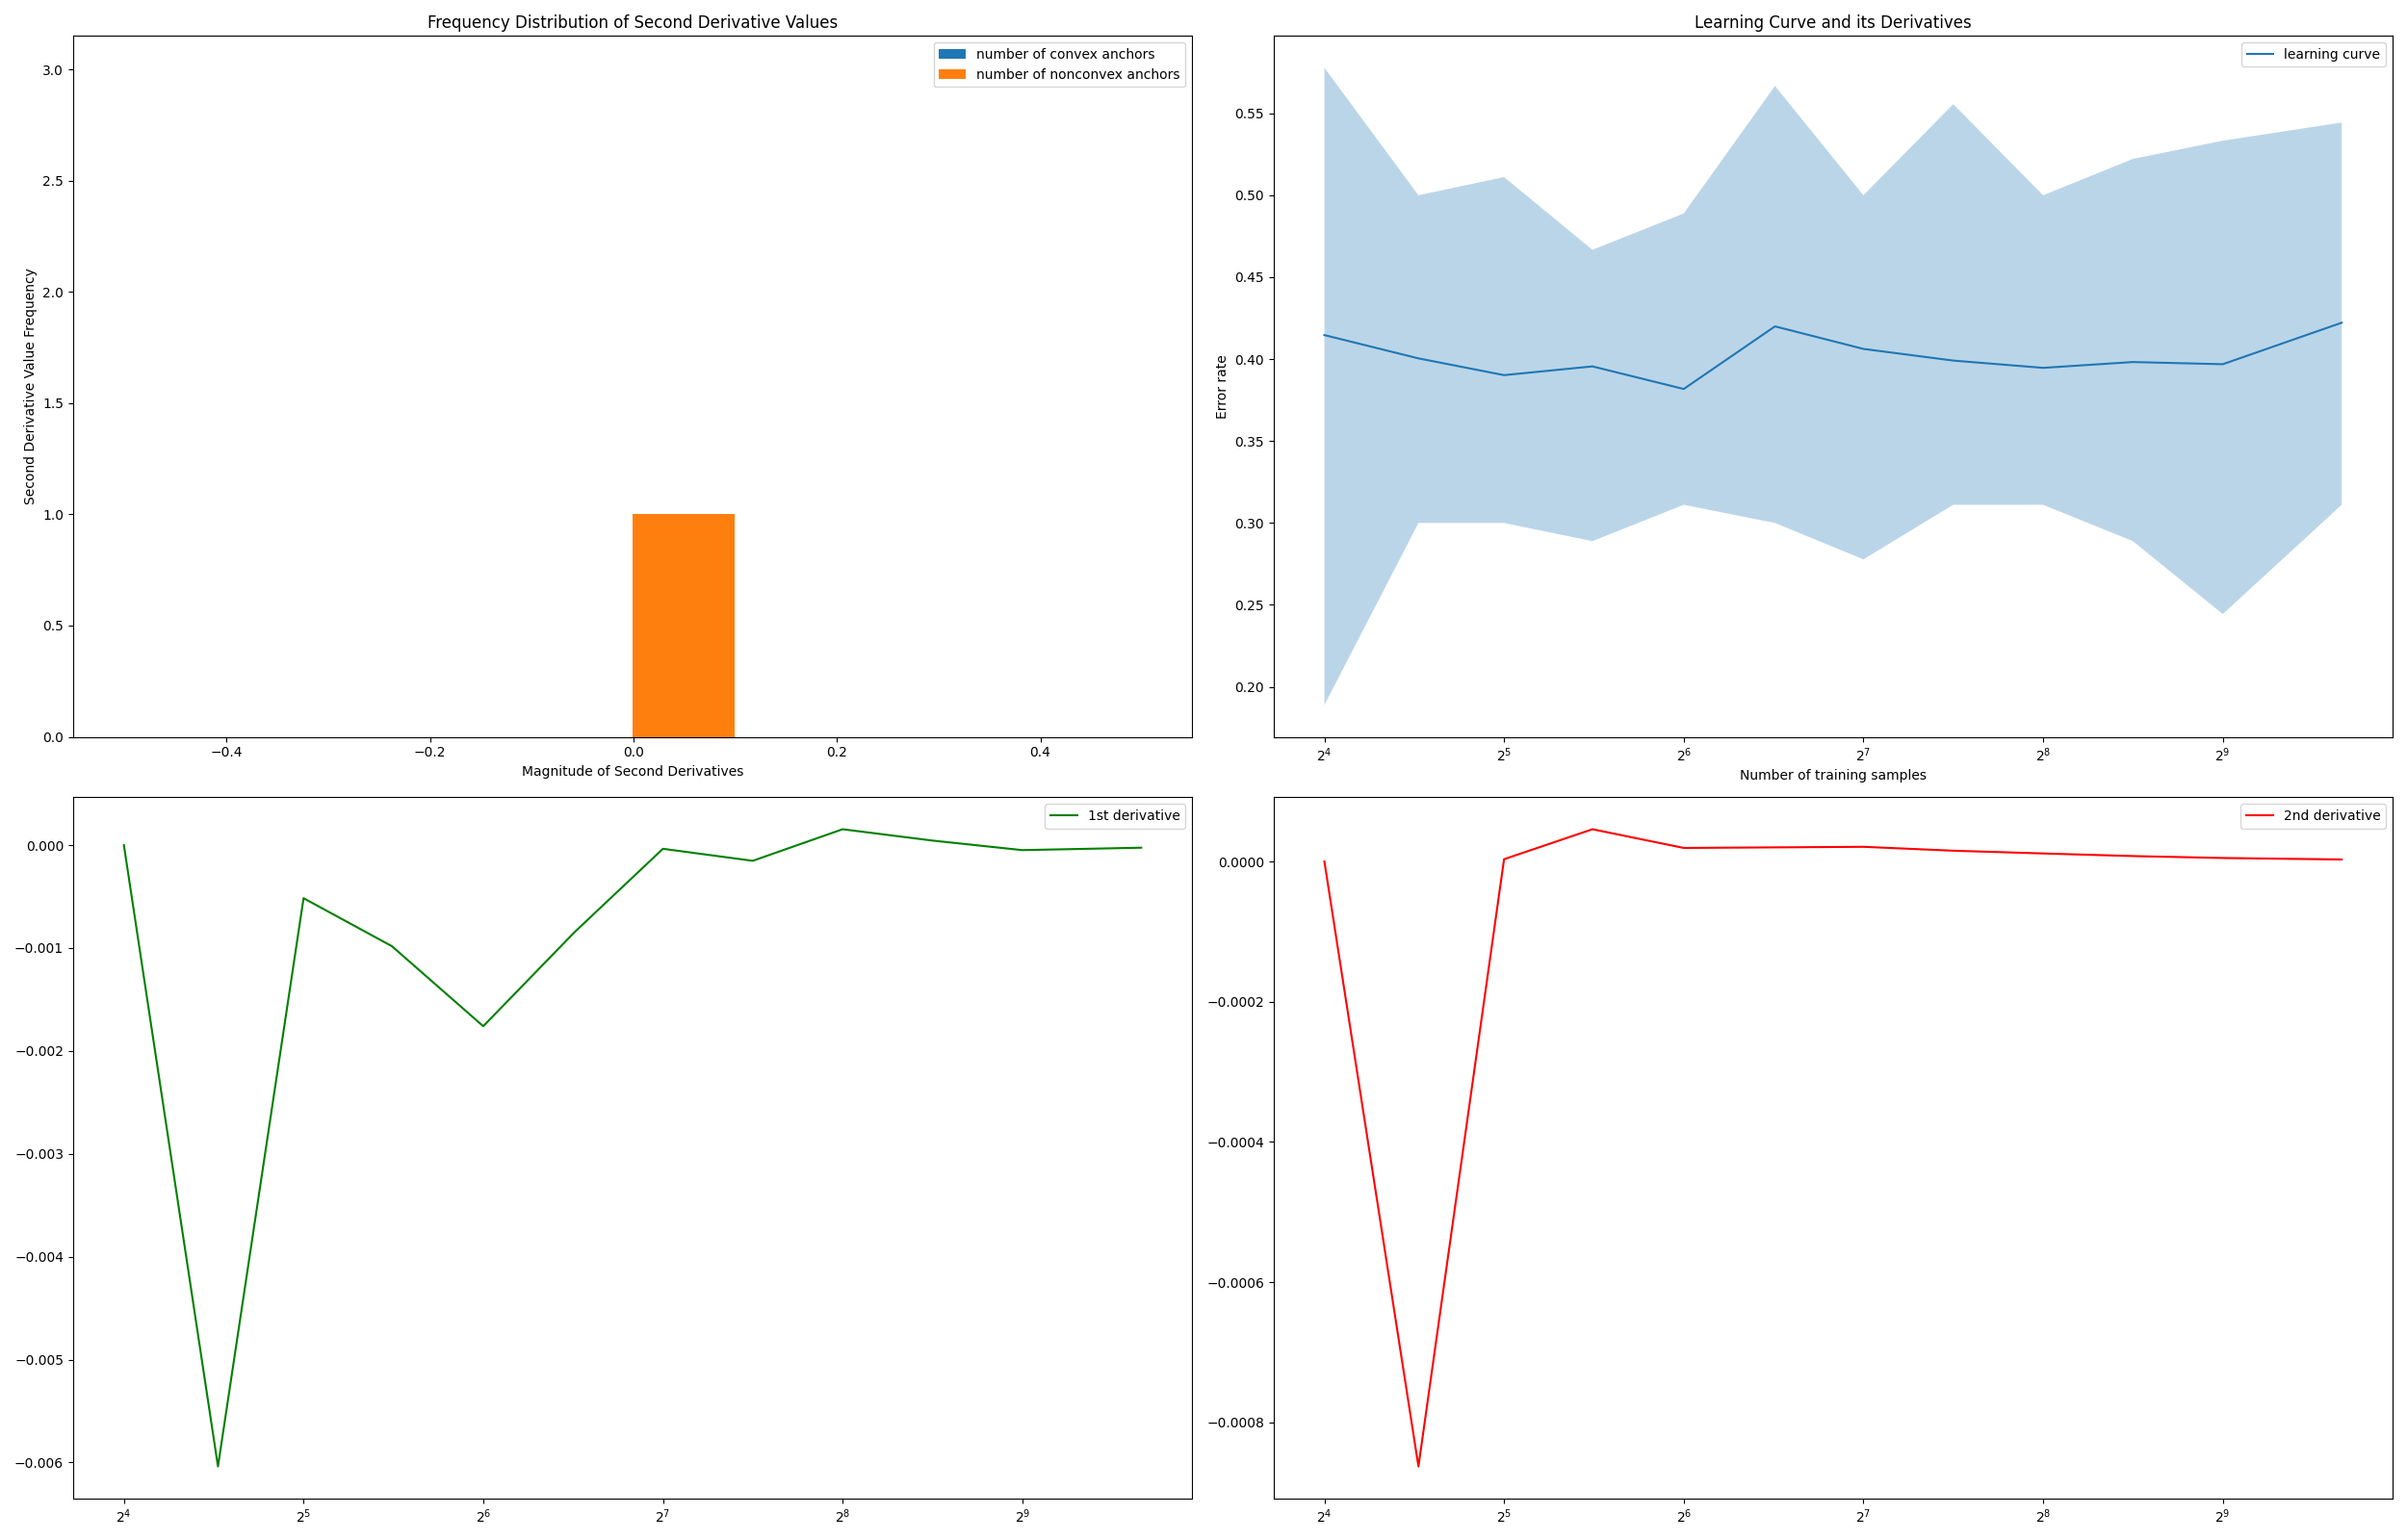 Frequency Distribution of Second Derivative Values
number of convex anchors
number of nonconvex anchors
Second Derivative Value Frequency
3.0
2.5
2.0
1.5
1.0
0.5
0.0
−0.4 −0.2 0.0 0.2 0.4
Magnitude of Second Derivatives
Learning Curve and its Derivatives
learning curve
Error rate
0.55
0.50
0.45
0.40
0.35
0.30
0.25
0.20
2⁴ 2⁵ 2⁶ 2⁷ 2⁸ 2⁹
Number of training samples
1st derivative
0.000
−0.001
−0.002
−0.003
−0.004
−0.005
−0.006
2⁴ 2⁵ 2⁶ 2⁷ 2⁸ 2⁹
2nd derivative
0.0000
−0.0002
−0.0004
−0.0006
−0.0008
2⁴ 2⁵ 2⁶ 2⁷ 2⁸ 2⁹